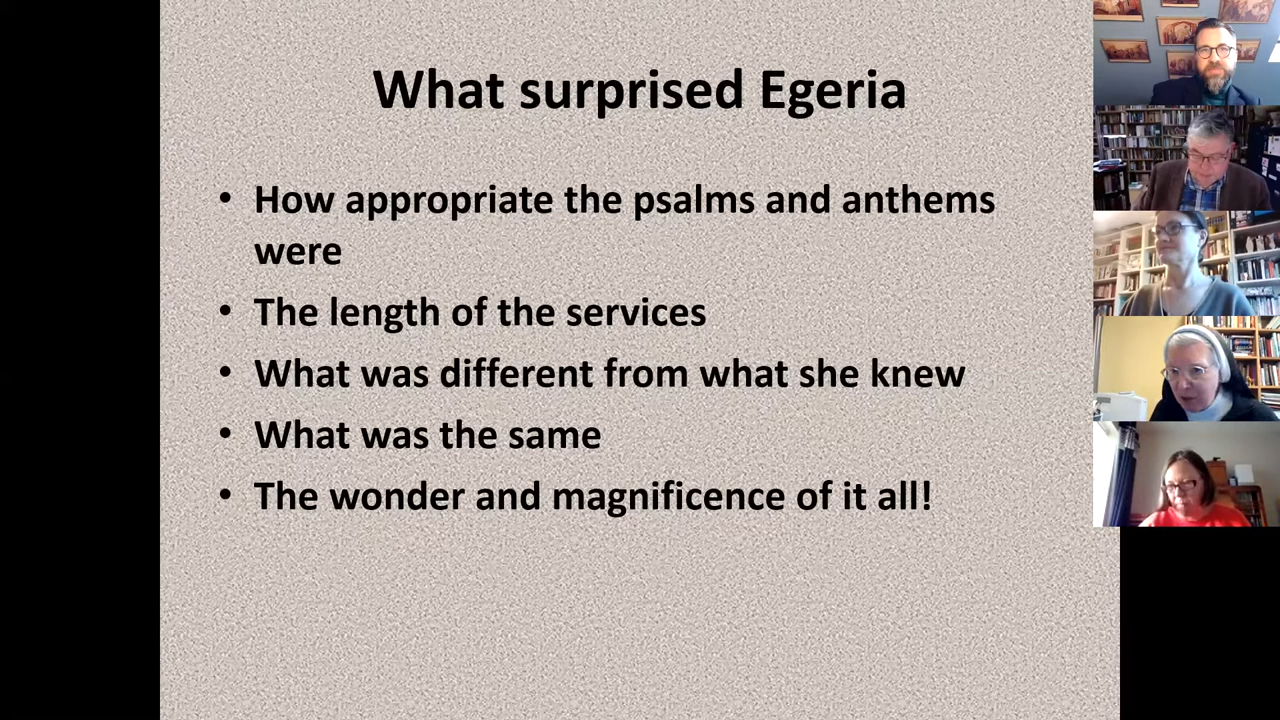 What surprised Egeria
• How appropriate the psalms and anthems
were
• The length of the services
• What was different from what she knew
• What was the same
• The wonder and magnificence of it all!